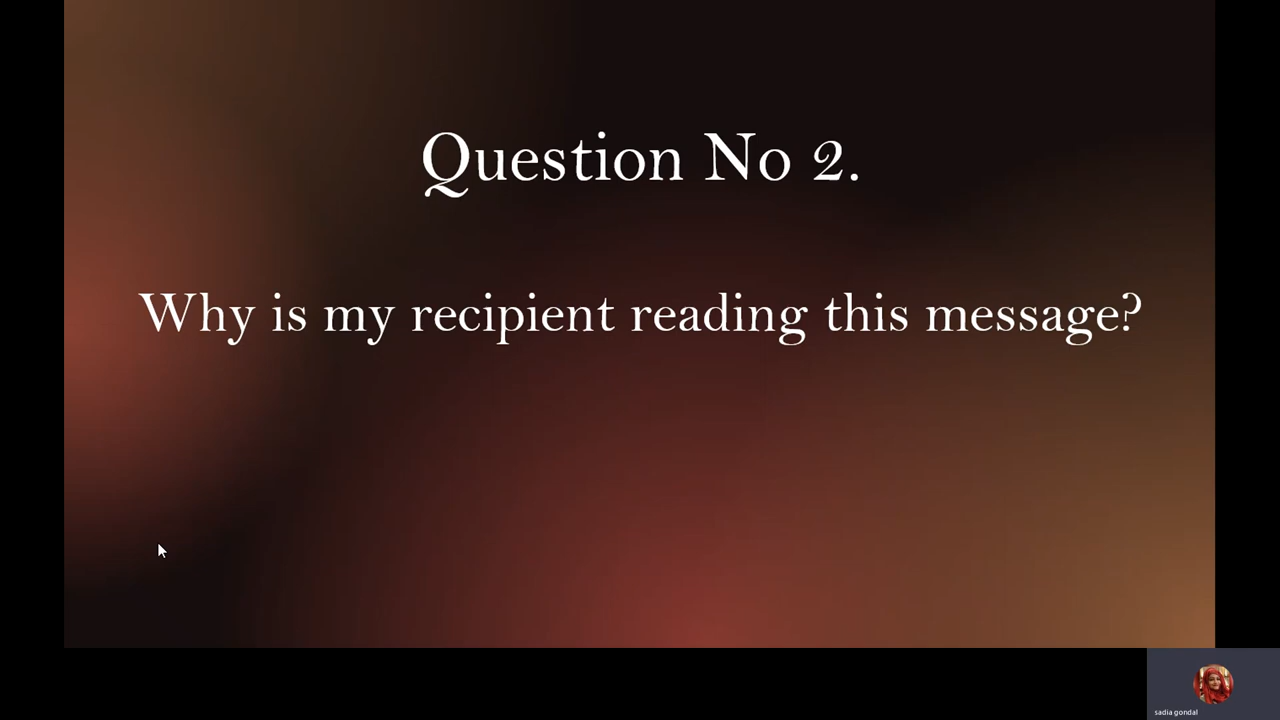 Question No 2.
Why is my recipient reading this message?
sadia gondal